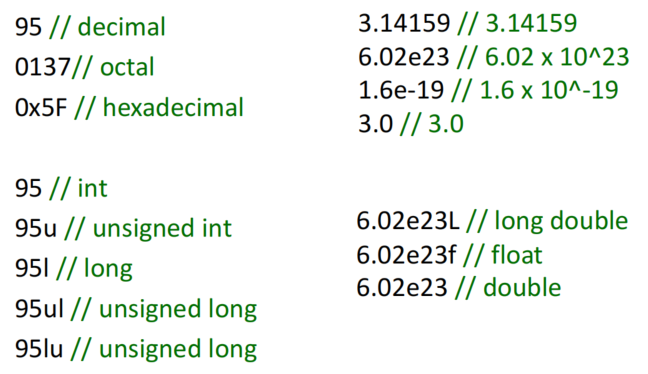 95 // decimal
0137// octal
0x5F // hexadecimal
95 // int
95u // unsigned int
95l // long
95ul // unsigned long
95lu // unsigned long
3.14159 // 3.14159
6.02e23 // 6.02 x 10^23
1.6e-19 // 1.6 x 10^-19
3.0 // 3.0
6.02e23L // long double
6.02e23f // float
6.02e23 // double